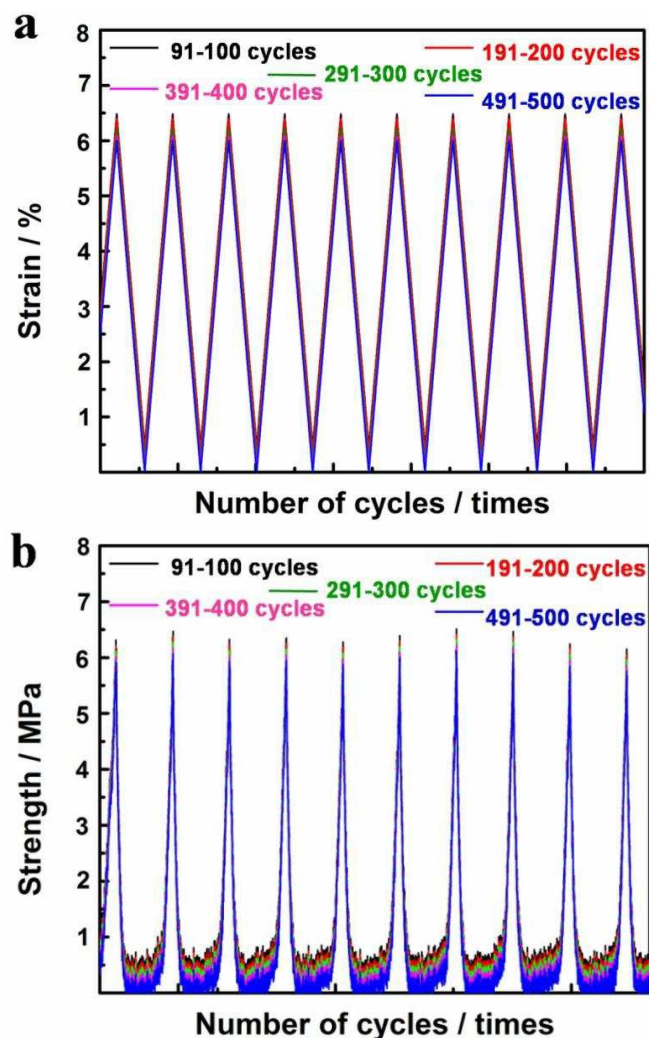 a
8
91-100 cycles
191-200 cycles
7
291-300 cycles
391-400 cycles
491-500 cycles
6
5
4
3
2
1
Strain / %
Number of cycles / times
b
8
91-100 cycles
191-200 cycles
7
291-300 cycles
391-400 cycles
491-500 cycles
6
5
4
3
2
1
Strength / MPa
Number of cycles / times